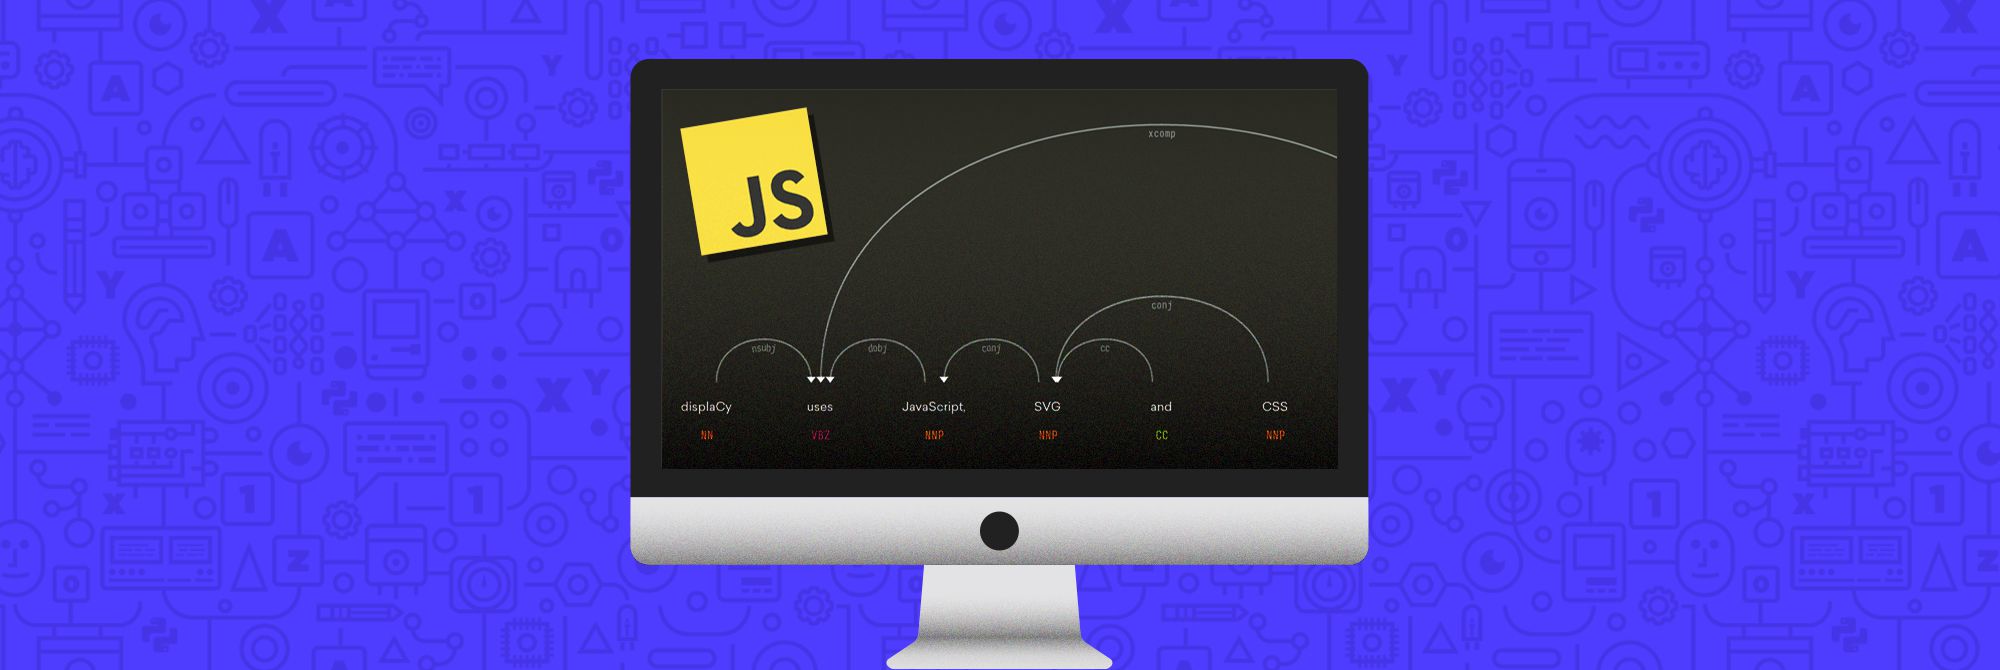 JS
xcomp
conj
nsubj
dobj
conj
cc
displaCy uses JavaScript, SVG and CSS
NN VBZ NNP NNP CC NNP